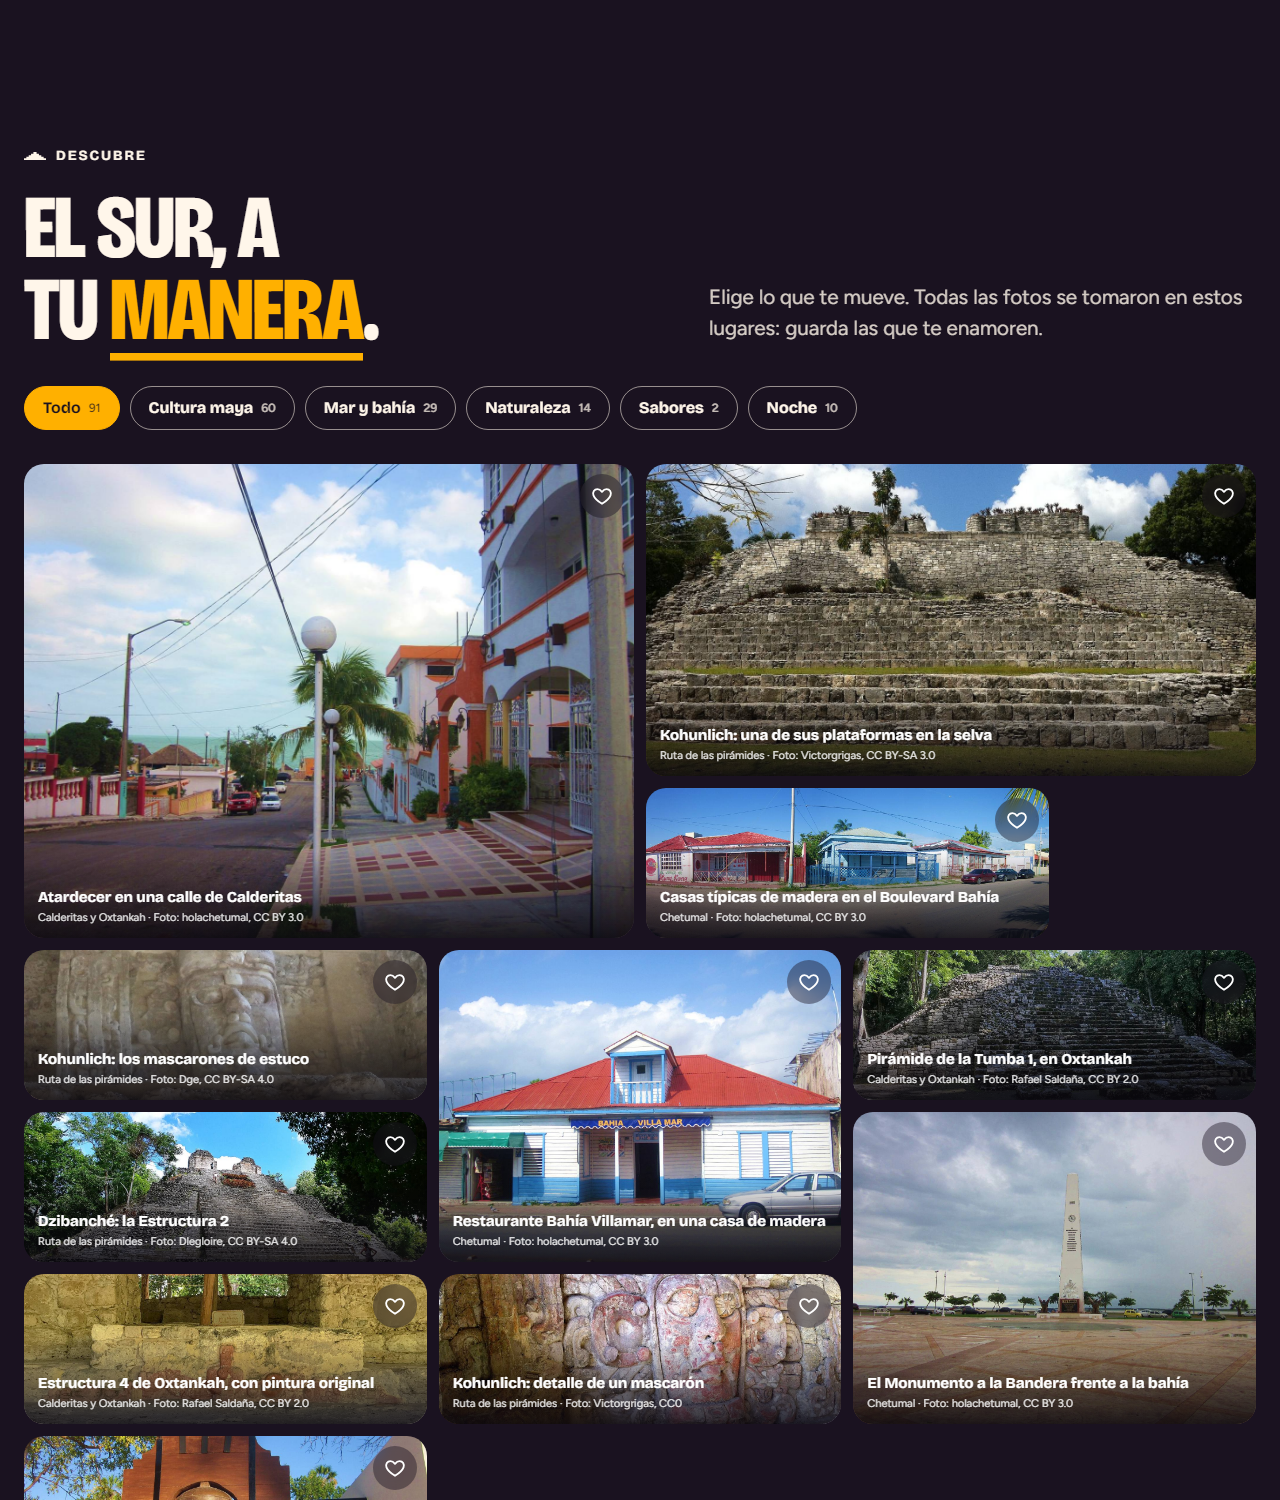 DESCUBRE
EL SUR, A
TU MANERA.
Elige lo que te mueve. Todas las fotos se tomaron en estos
lugares: guarda las que te enamoren.
Todo 91
Cultura maya 60
Mar y bahía 29
Naturaleza 14
Sabores 2
Noche 10
Atardecer en una calle de Calderitas
Calderitas y Oxtankah · Foto: holachetumal, CC BY 3.0
Kohunlich: una de sus plataformas en la selva
Ruta de las pirámides · Foto: Victorgrigas, CC BY-SA 3.0
Casas típicas de madera en el Boulevard Bahía
Chetumal · Foto: holachetumal, CC BY 3.0
Kohunlich: los mascarones de estuco
Ruta de las pirámides · Foto: Dge, CC BY-SA 4.0
BAHIA VILLA MAR
Restaurante Bahía Villamar, en una casa de madera
Chetumal · Foto: holachetumal, CC BY 3.0
Pirámide de la Tumba 1, en Oxtankah
Calderitas y Oxtankah · Foto: Rafael Saldaña, CC BY 2.0
Dzibanché: la Estructura 2
Ruta de las pirámides · Foto: Diegloire, CC BY-SA 4.0
El Monumento a la Bandera frente a la bahía
Chetumal · Foto: holachetumal, CC BY 3.0
Estructura 4 de Oxtankah, con pintura original
Calderitas y Oxtankah · Foto: Rafael Saldaña, CC BY 2.0
Kohunlich: detalle de un mascarón
Ruta de las pirámides · Foto: Victorgrigas, CC0